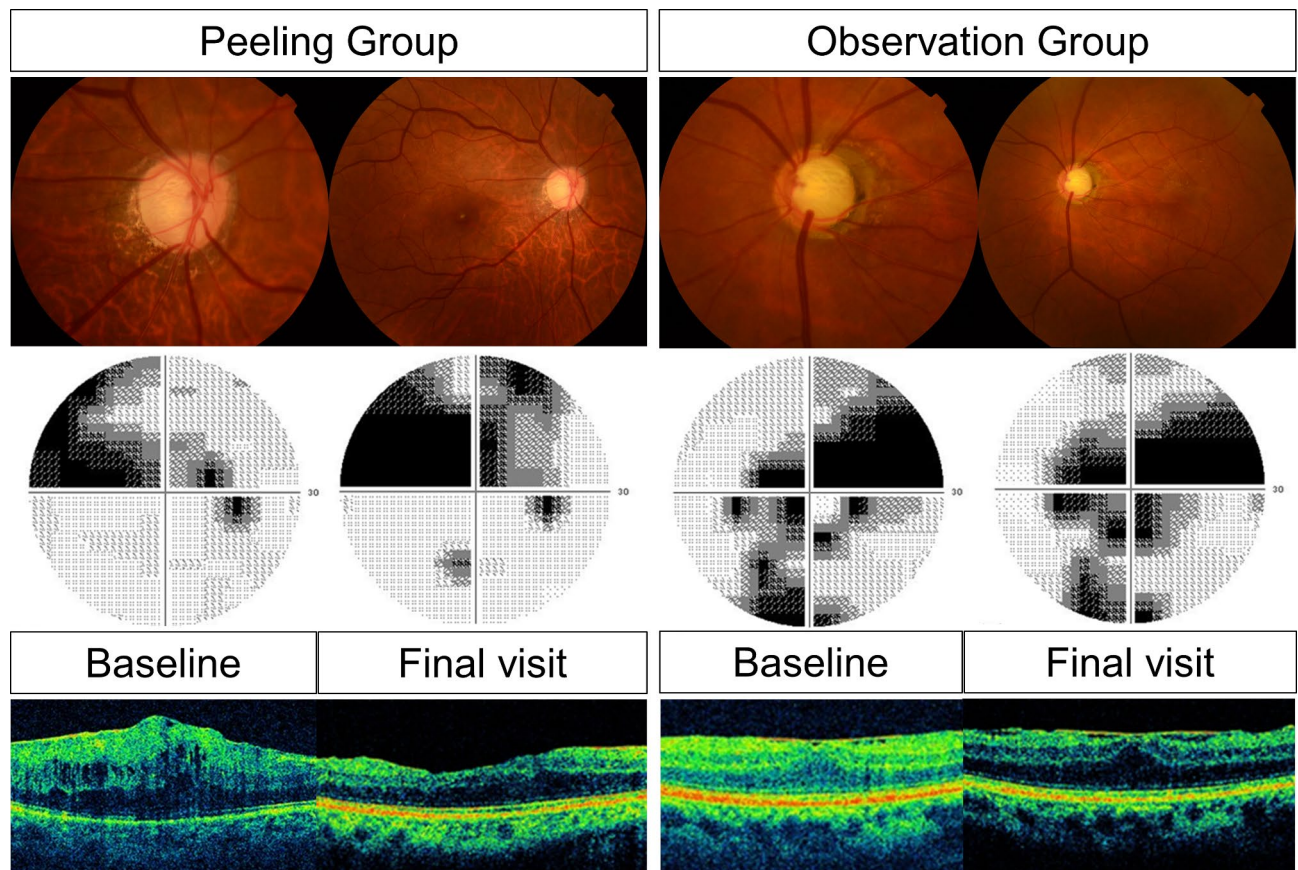 Peeling Group
Observation Group
30
30
30
30
Baseline
Final visit
Baseline
Final visit